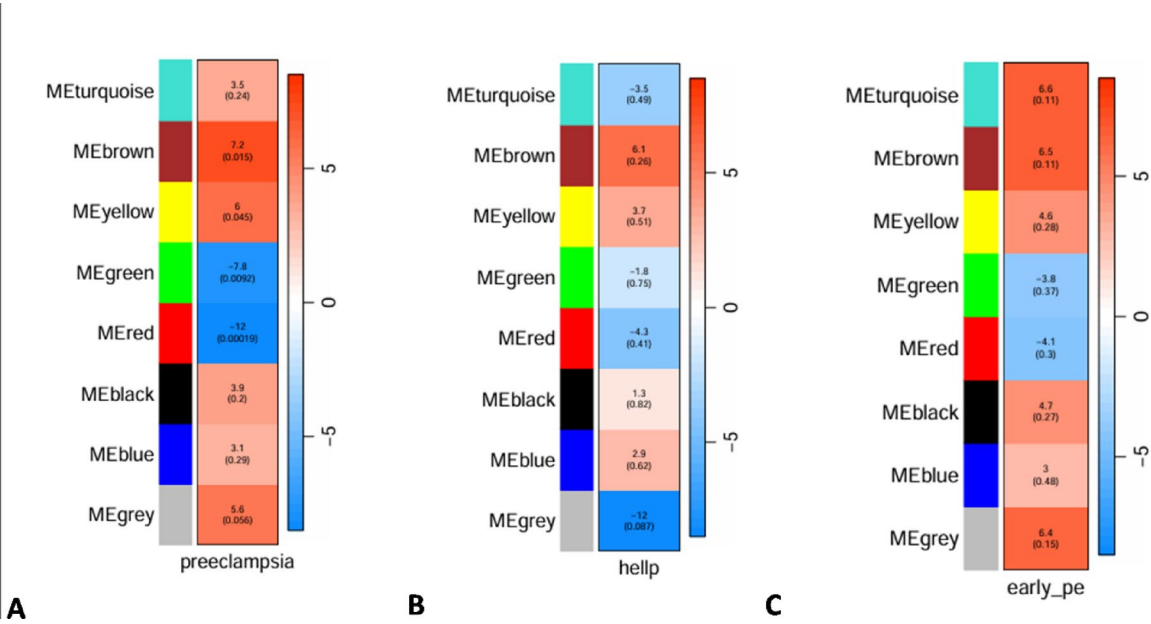 MEturquoise
3.5
(0.24)
MEbrown
7.2
(0.015)
MEyellow
6
(0.045)
MEgreen
−7.8
(0.0092)
MEred
−12
(0.00019)
MEblack
3.9
(0.2)
MEblue
3.1
(0.29)
MEgrey
5.6
(0.056)
5
0
−5
preeclampsia
A
MEturquoise
−3.5
(0.49)
MEbrown
6.1
(0.26)
MEyellow
3.7
(0.51)
MEgreen
−1.8
(0.75)
MEred
−4.3
(0.41)
MEblack
1.3
(0.82)
MEblue
2.9
(0.62)
MEgrey
−12
(0.087)
5
0
−5
hellp
B
MEturquoise
6.6
(0.11)
MEbrown
6.5
(0.11)
MEyellow
4.6
(0.28)
MEgreen
−3.8
(0.37)
MEred
−4.1
(0.3)
MEblack
4.7
(0.27)
MEblue
3
(0.48)
MEgrey
6.4
(0.15)
5
0
−5
early_pe
C